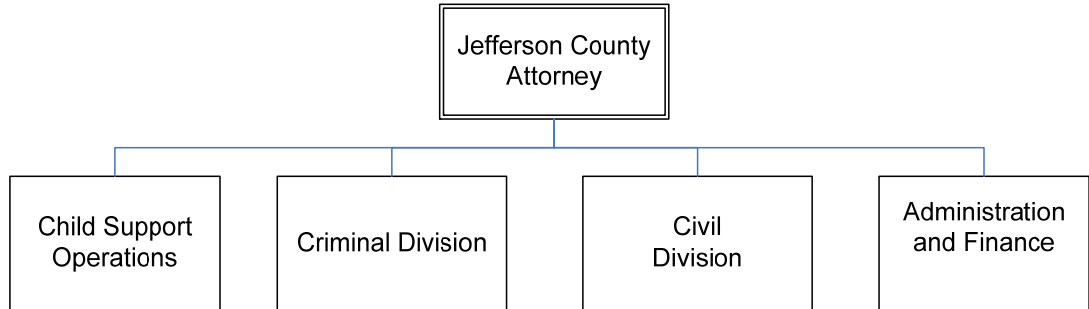 Jefferson County
Attorney
Child Support
Operations
Criminal Division
Civil
Division
Administration
and Finance